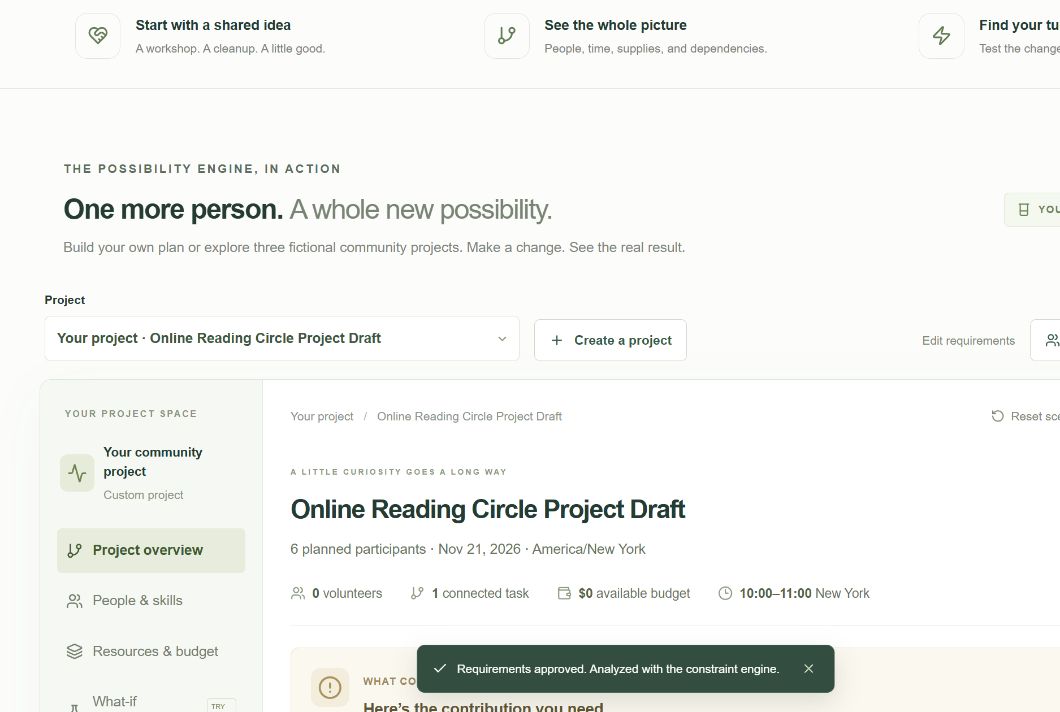 Start with a shared idea
A workshop. A cleanup. A little good.
See the whole picture
People, time, supplies, and dependencies.
Find your tu
Test the change
THE POSSIBILITY ENGINE, IN ACTION
One more person. A whole new possibility.
Build your own plan or explore three fictional community projects. Make a change. See the real result.
YOU
Project
Your project · Online Reading Circle Project Draft
Create a project
Edit requirements
YOUR PROJECT SPACE
Your community
project
Custom project
Project overview
People & skills
Resources & budget
What-if
TRY
Your project / Online Reading Circle Project Draft
Reset sce
A LITTLE CURIOSITY GOES A LONG WAY
Online Reading Circle Project Draft
6 planned participants · Nov 21, 2026 · America/New York
0 volunteers
1 connected task
$0 available budget
10:00–11:00 New York
WHAT CO
Here's the contribution you need
Requirements approved. Analyzed with the constraint engine.